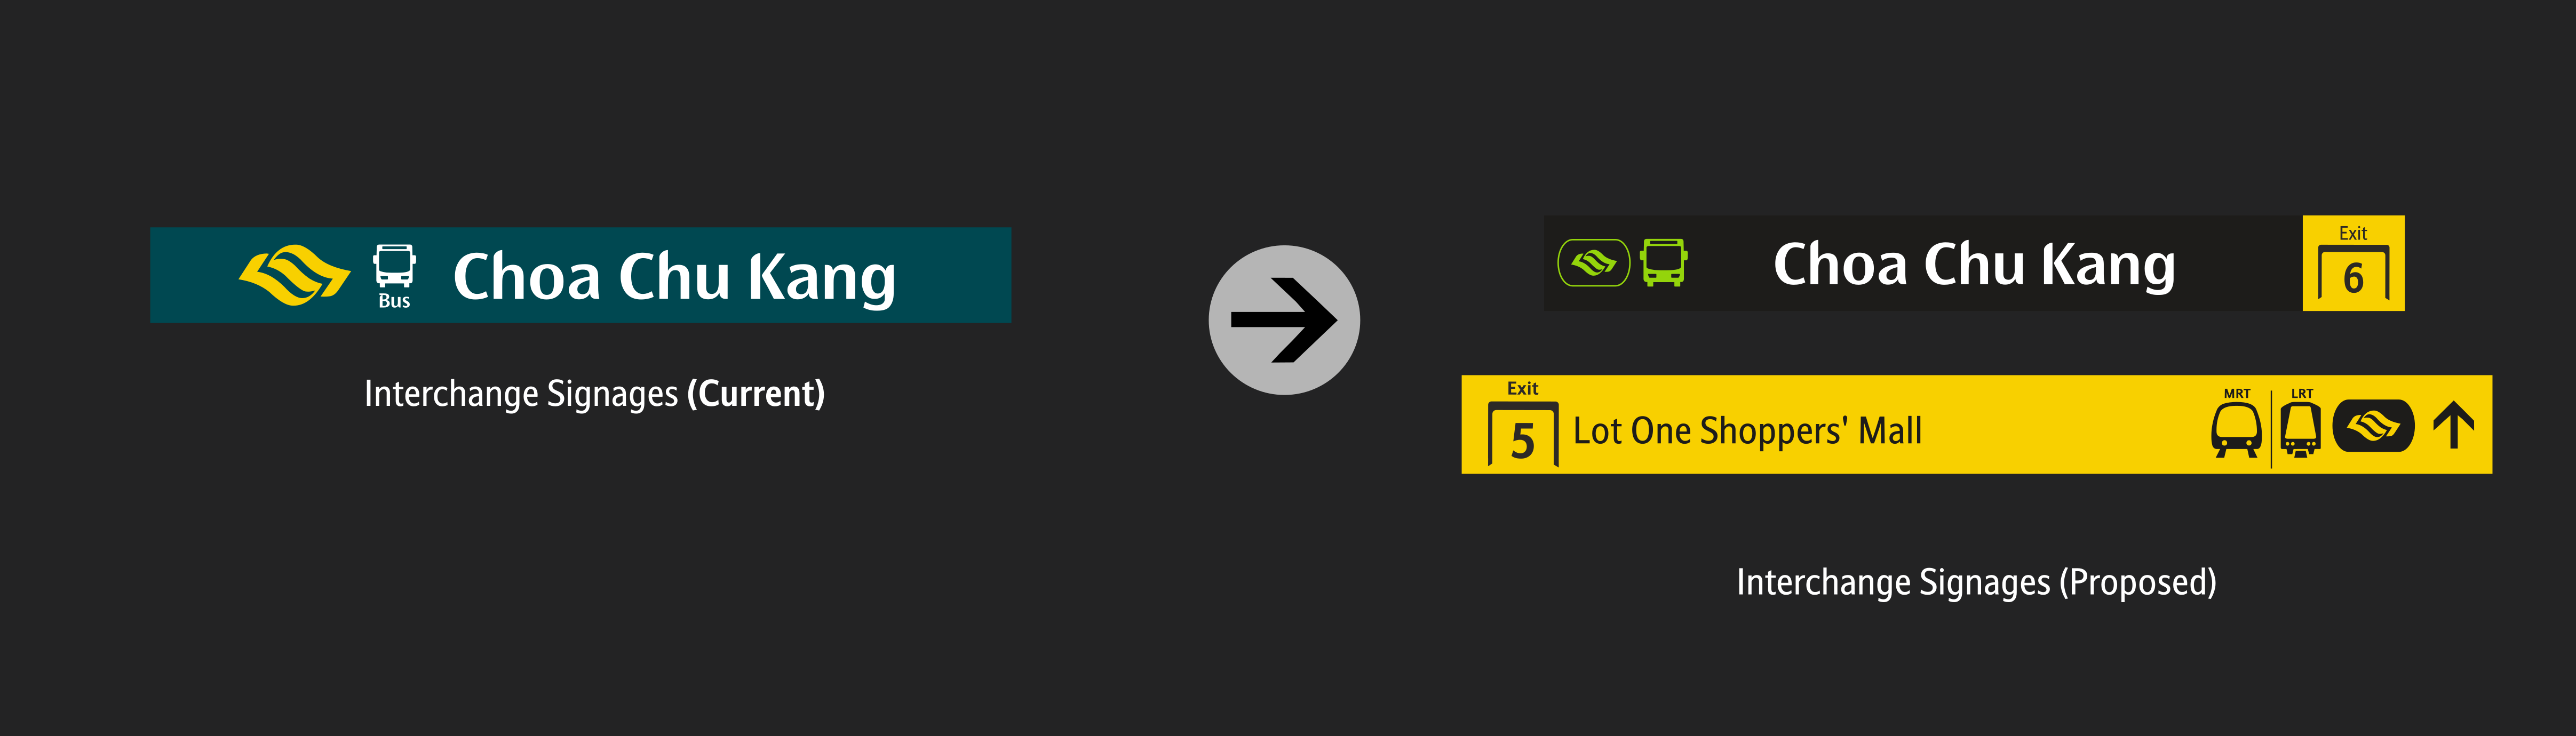 Bus
Choa Chu Kang
Interchange Signages (Current)
Choa Chu Kang
Exit
6
Exit
5
Lot One Shoppers' Mall
MRT
LRT
Interchange Signages (Proposed)